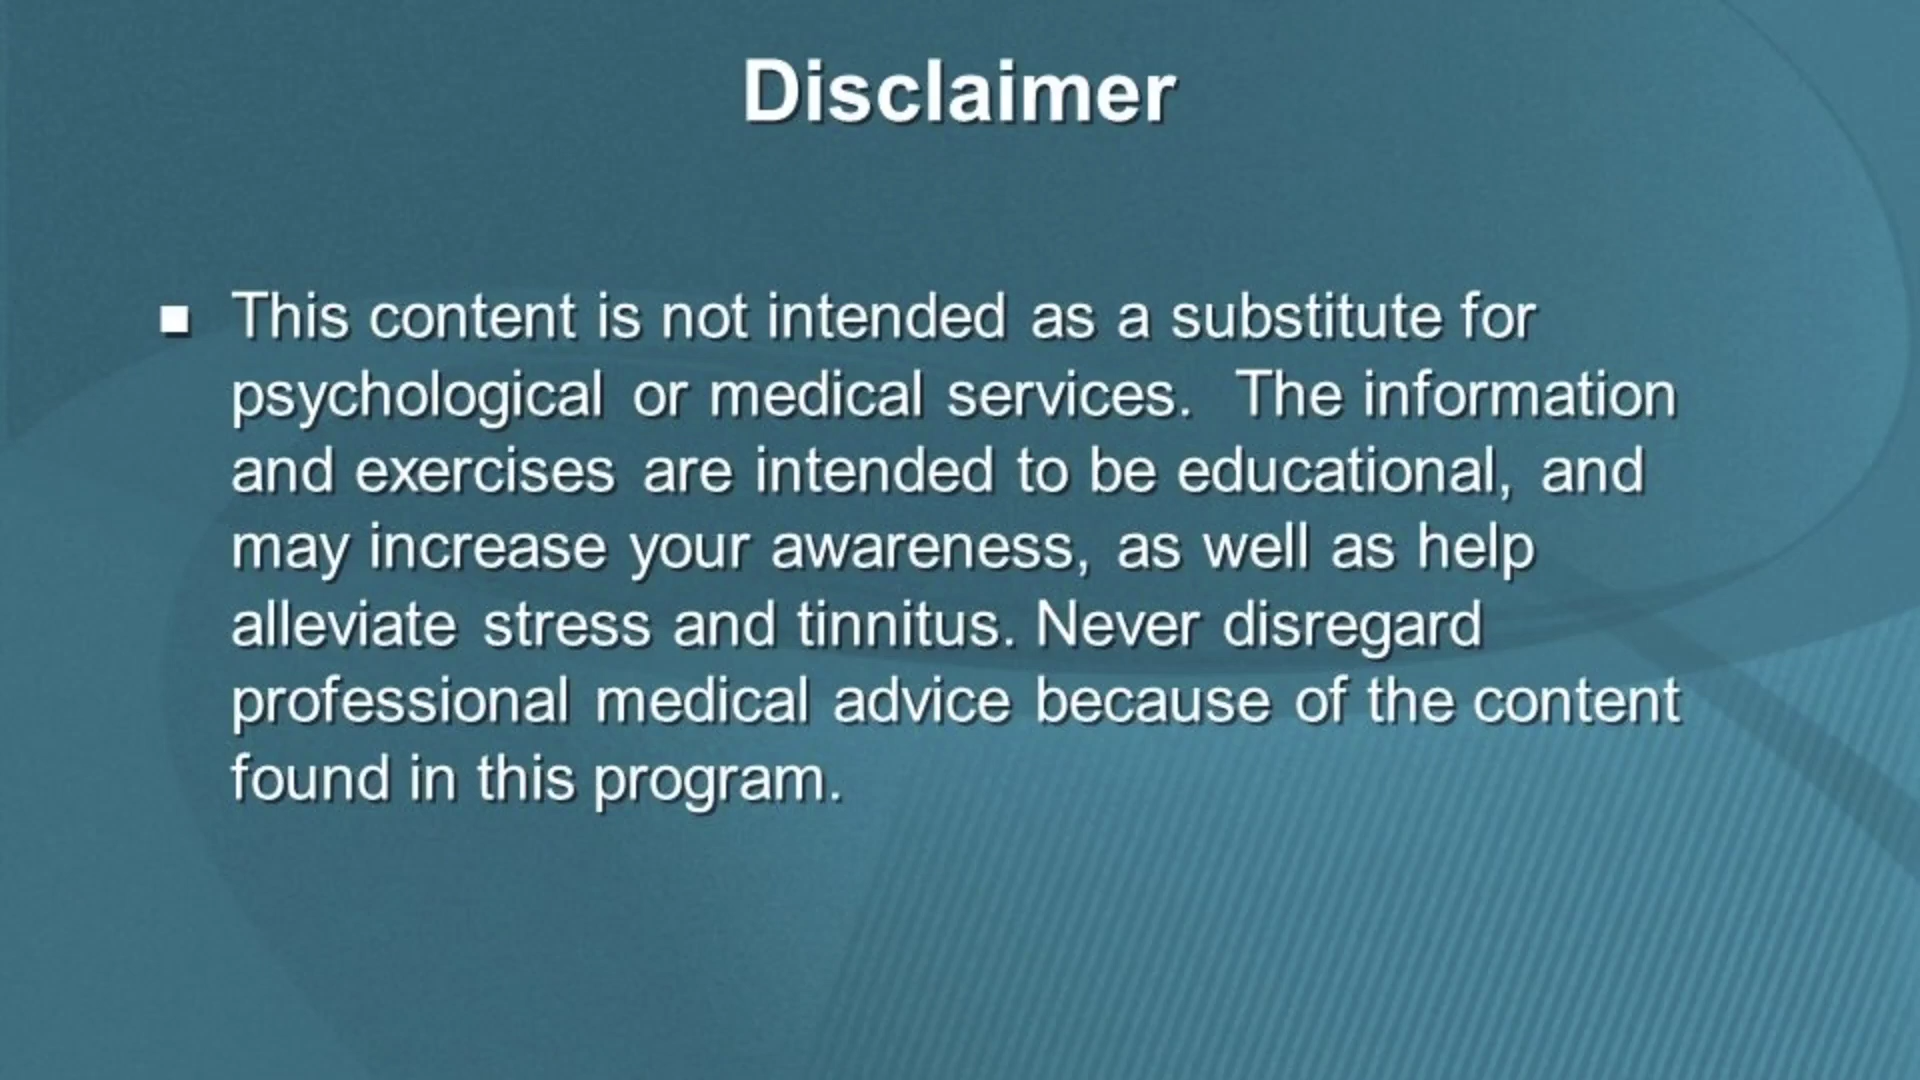 Disclaimer
This content is not intended as a substitute for
psychological or medical services. The information
and exercises are intended to be educational, and
may increase your awareness, as well as help
alleviate stress and tinnitus. Never disregard
professional medical advice because of the content
found in this program.